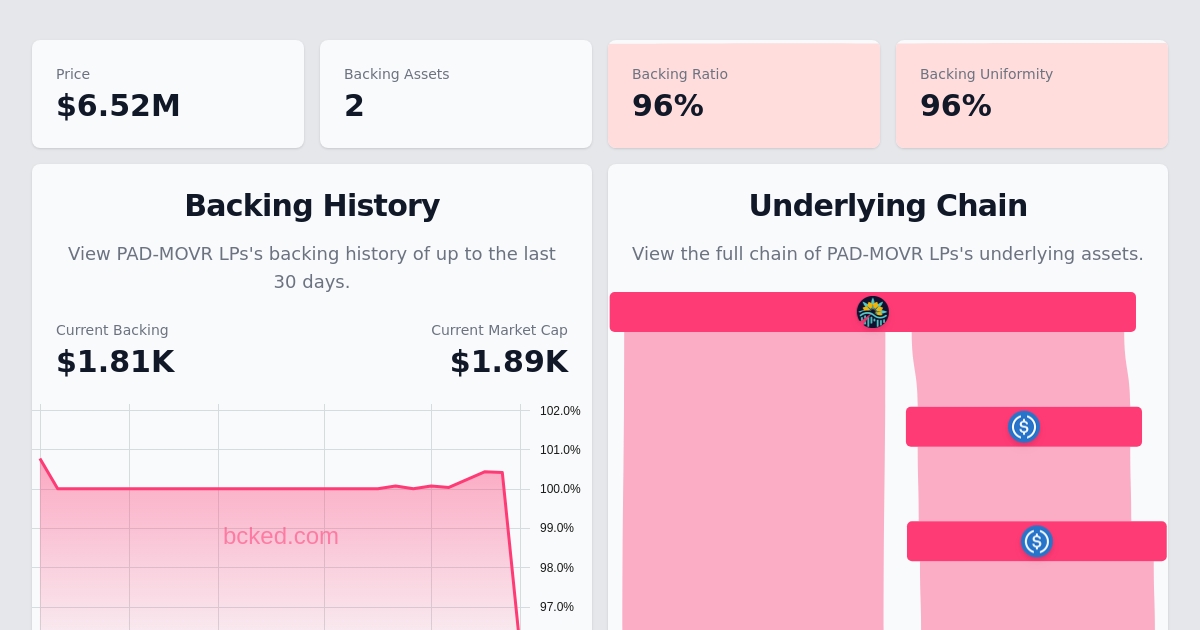 Price
$6.52M
Backing Assets
2
Backing Ratio
96%
Backing Uniformity
96%
Backing History
View PAD-MOVR LPs's backing history of up to the last
30 days.
Current Backing
$1.81K
Current Market Cap
$1.89K
102.0%
101.0%
100.0%
99.0%
98.0%
97.0%
bcked.com
Underlying Chain
View the full chain of PAD-MOVR LPs's underlying assets.